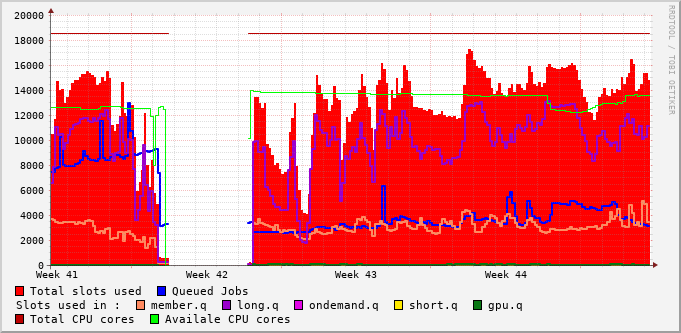 20000
18000
16000
14000
12000
10000
8000
6000
4000
2000
0
Week 41 Week 42 Week 43 Week 44
RRDTOOL / TOBI OETIKER
Total slots used Queued Jobs
Slots used in : member.q long.q ondemand.q short.q gpu.q
Total CPU cores Availale CPU cores